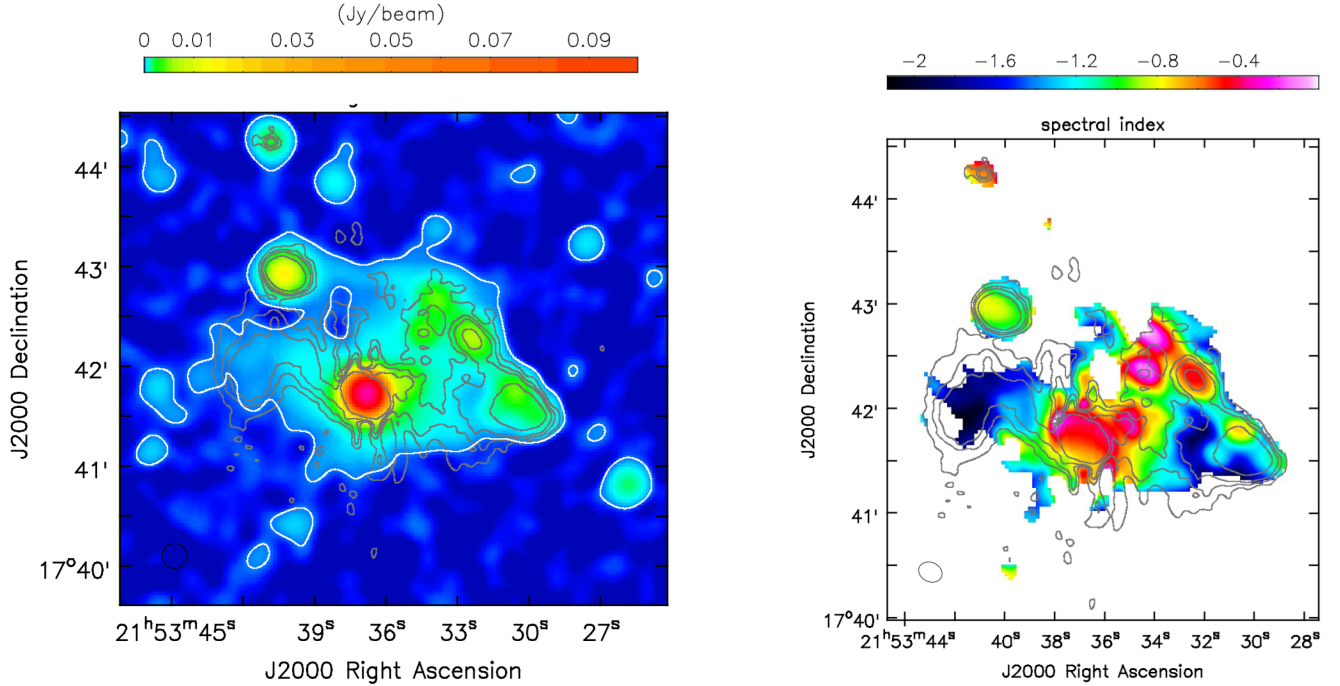 (Jy/beam)
0 0.01 0.03 0.05 0.07 0.09
44'
43'
42'
41'
17°40'
J2000 Declination
21ʰ53ᵐ45ˢ 39ˢ 36ˢ 33ˢ 30ˢ 27ˢ
J2000 Right Ascension
−2 −1.6 −1.2 −0.8 −0.4
spectral index
44'
43'
42'
41'
17°40'
J2000 Declination
21ʰ53ᵐ44ˢ 40ˢ 38ˢ 36ˢ 34ˢ 32ˢ 30ˢ 28ˢ
J2000 Right Ascension